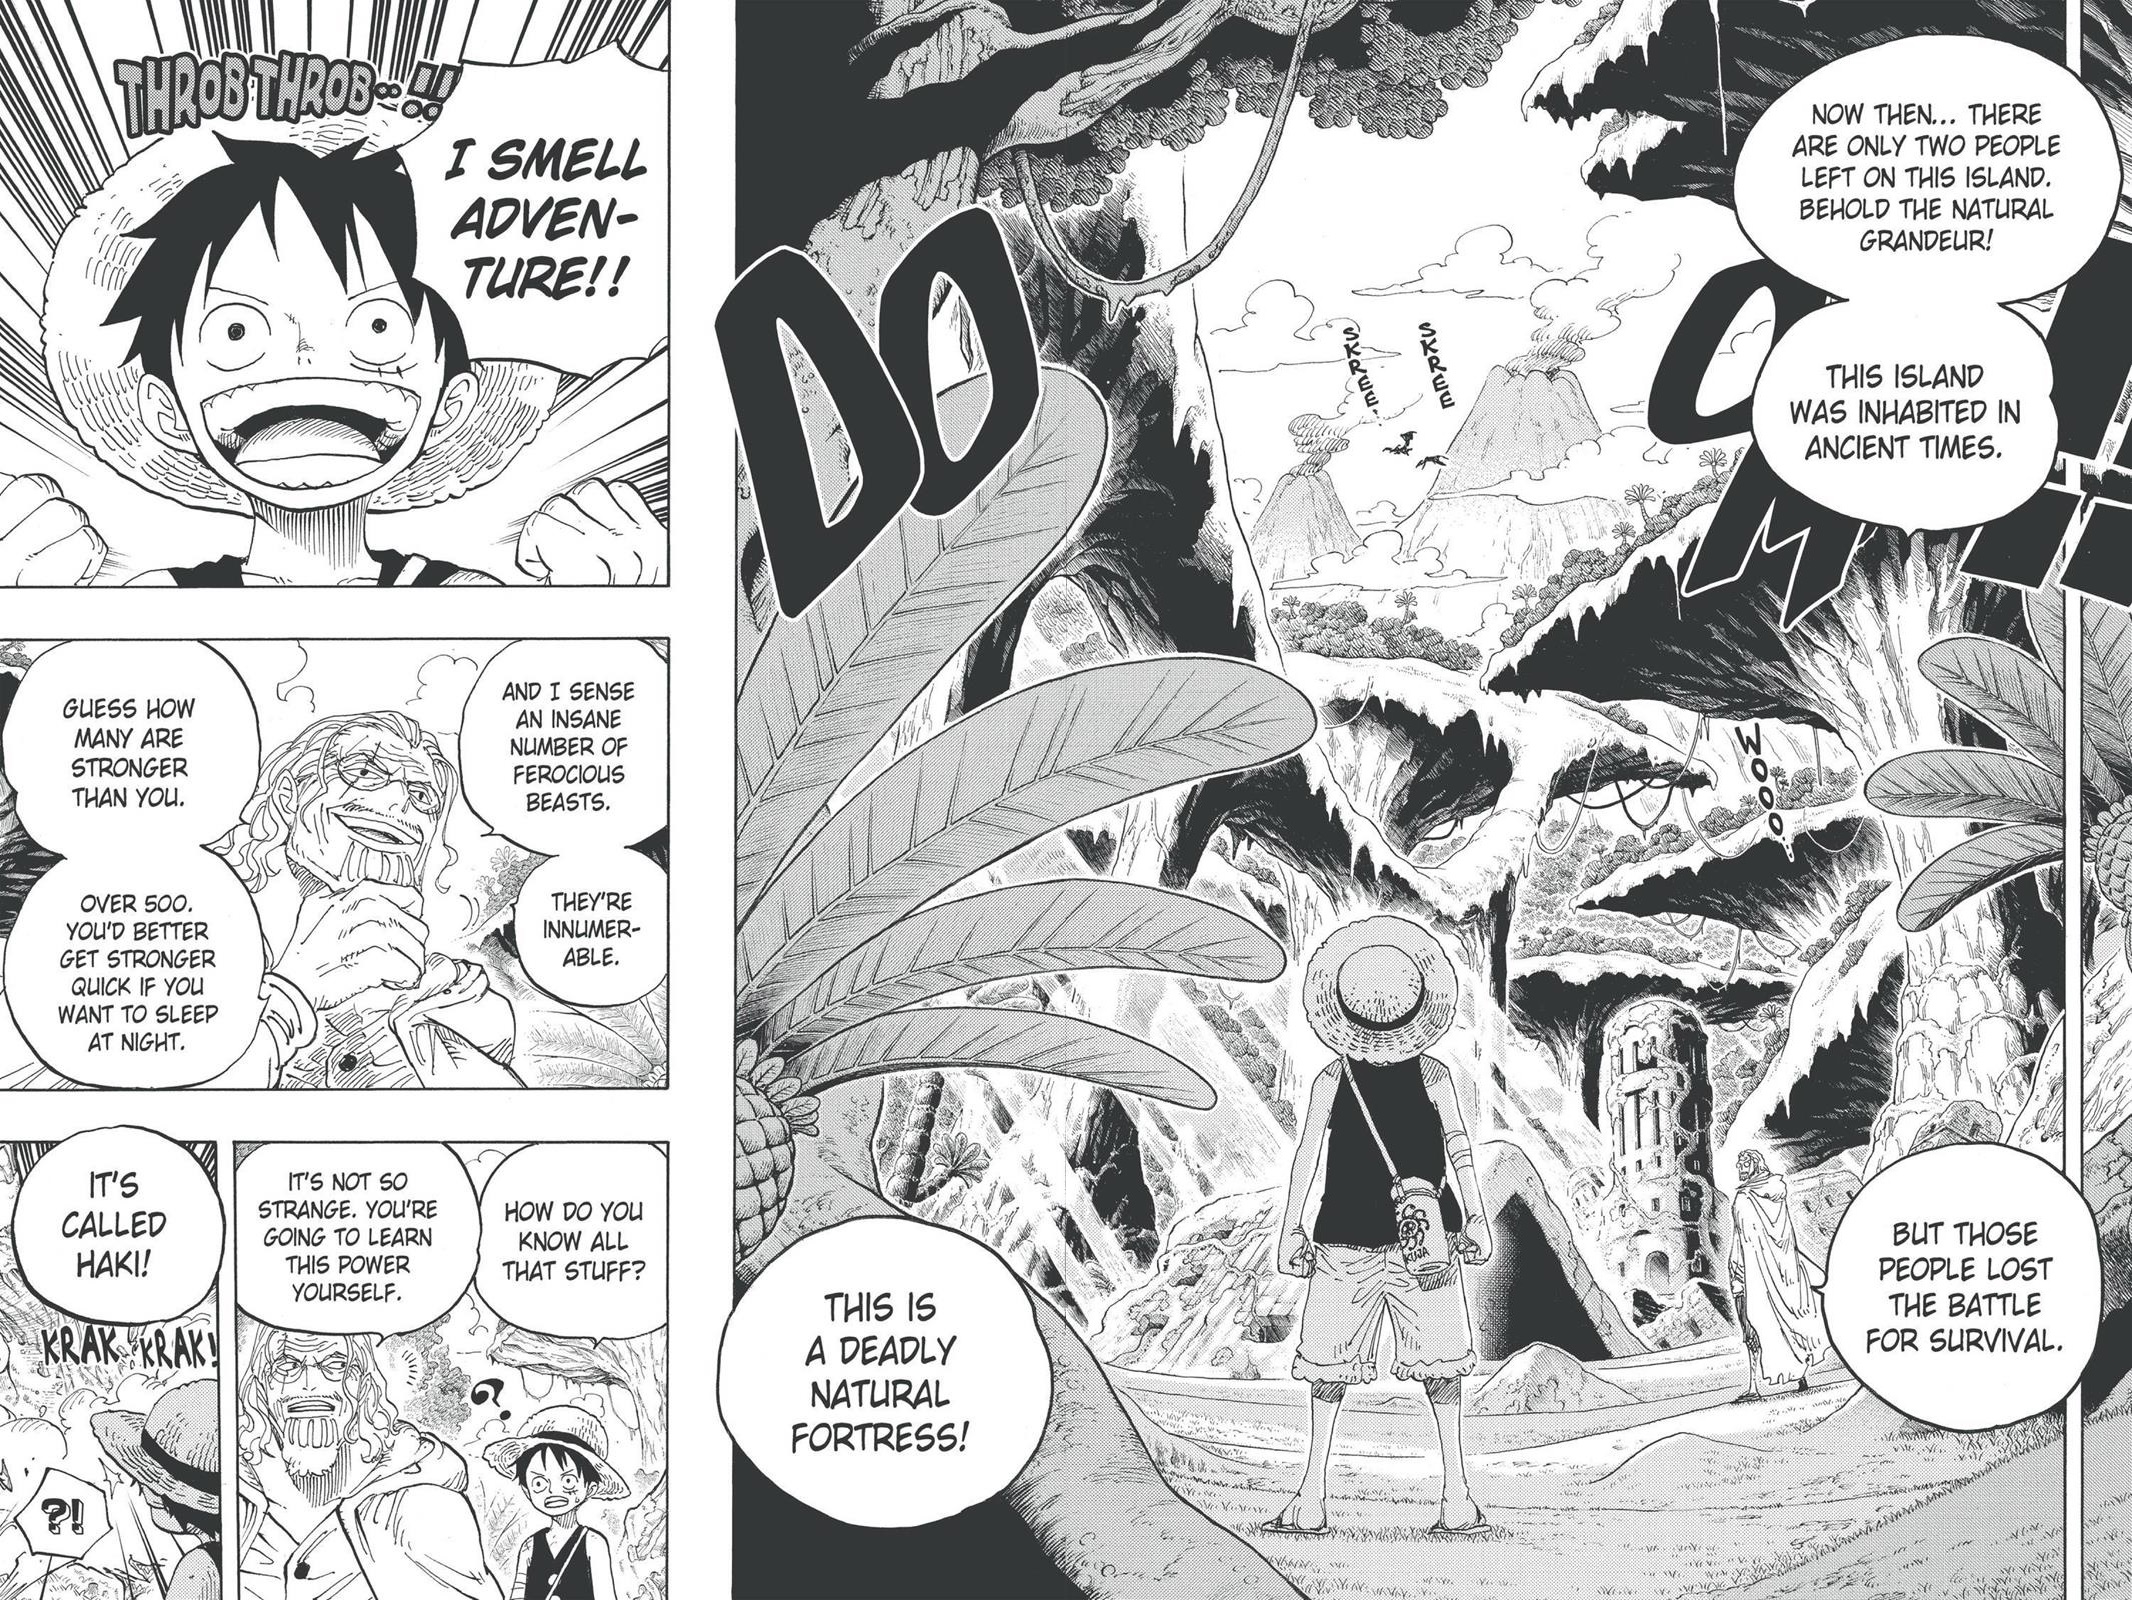 NOW THEN... THERE
ARE ONLY TWO PEOPLE
LEFT ON THIS ISLAND.
BEHOLD THE NATURAL
GRANDEUR!
THIS ISLAND
WAS INHABITED IN
ANCIENT TIMES.
DOOM!!
SKREE
SKREE
WOOO
BUT THOSE
PEOPLE LOST
THE BATTLE
FOR SURVIVAL.
KUJA
THIS IS
A DEADLY
NATURAL
FORTRESS!
THROB THROB..!!
I SMELL
ADVEN-
TURE!!
AND I SENSE
AN INSANE
NUMBER OF
FEROCIOUS
BEASTS.
THEY'RE
INNUMER-
ABLE.
GUESS HOW
MANY ARE
STRONGER
THAN YOU.
OVER 500.
YOU'D BETTER
GET STRONGER
QUICK IF YOU
WANT TO SLEEP
AT NIGHT.
HOW DO YOU
KNOW ALL
THAT STUFF?
?
IT'S NOT SO
STRANGE. YOU'RE
GOING TO LEARN
THIS POWER
YOURSELF.
IT'S
CALLED
HAKI!
KRAK KRAK!
?!